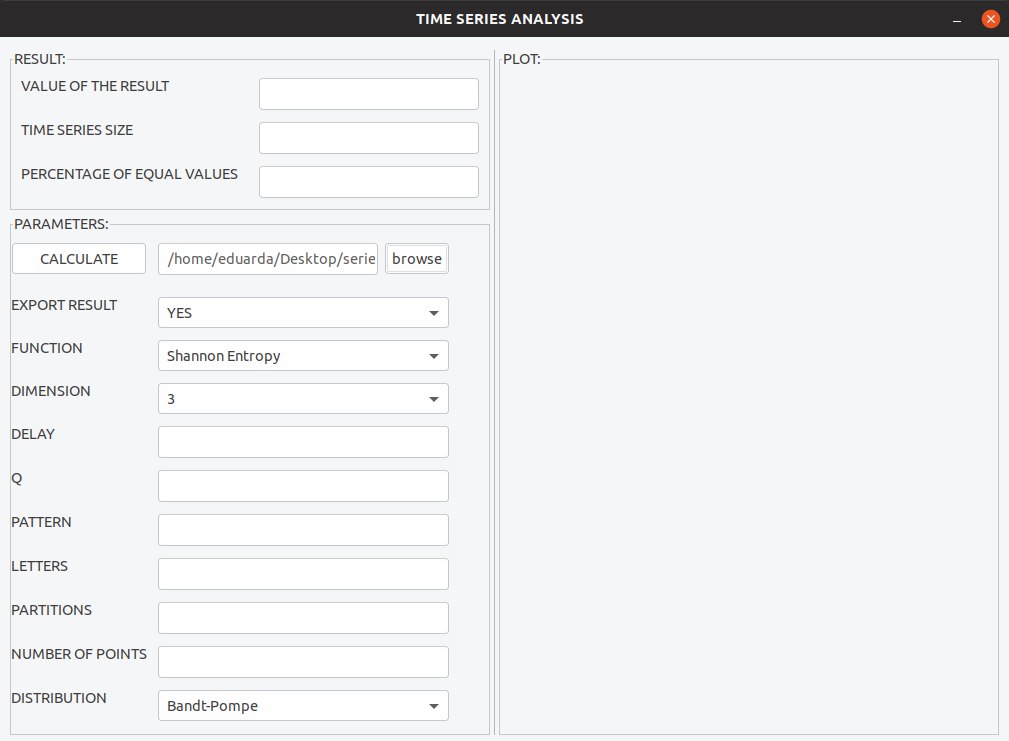 TIME SERIES ANALYSIS
RESULT:
VALUE OF THE RESULT
TIME SERIES SIZE
PERCENTAGE OF EQUAL VALUES
PARAMETERS:
CALCULATE /home/eduarda/Desktop/serie browse
EXPORT RESULT YES
FUNCTION Shannon Entropy
DIMENSION 3
DELAY
Q
PATTERN
LETTERS
PARTITIONS
NUMBER OF POINTS
DISTRIBUTION Bandt-Pompe
PLOT: